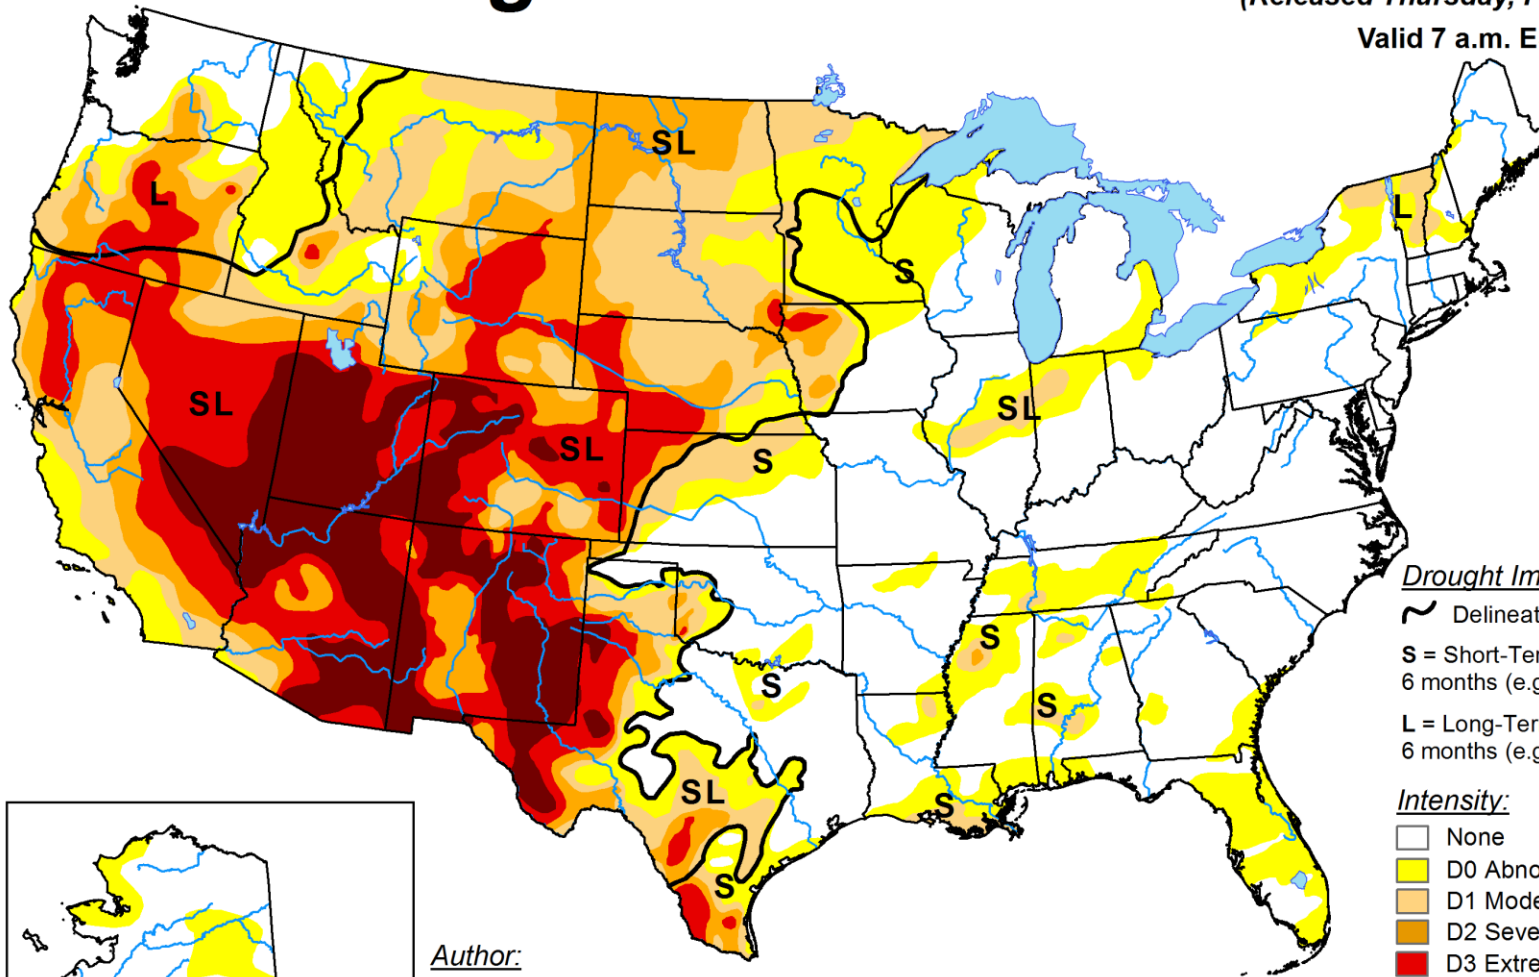 (Released Thursday, F
Valid 7 a.m. E
SL
L
S
L
SL
SL
SL
S
S
S
S
SL
S
S
Drought Im
Delineat
S = Short-Ter
6 months (e.g
L = Long-Ter
6 months (e.g
Intensity:
None
D0 Abno
D1 Mode
D2 Seve
D3 Extre
Author: